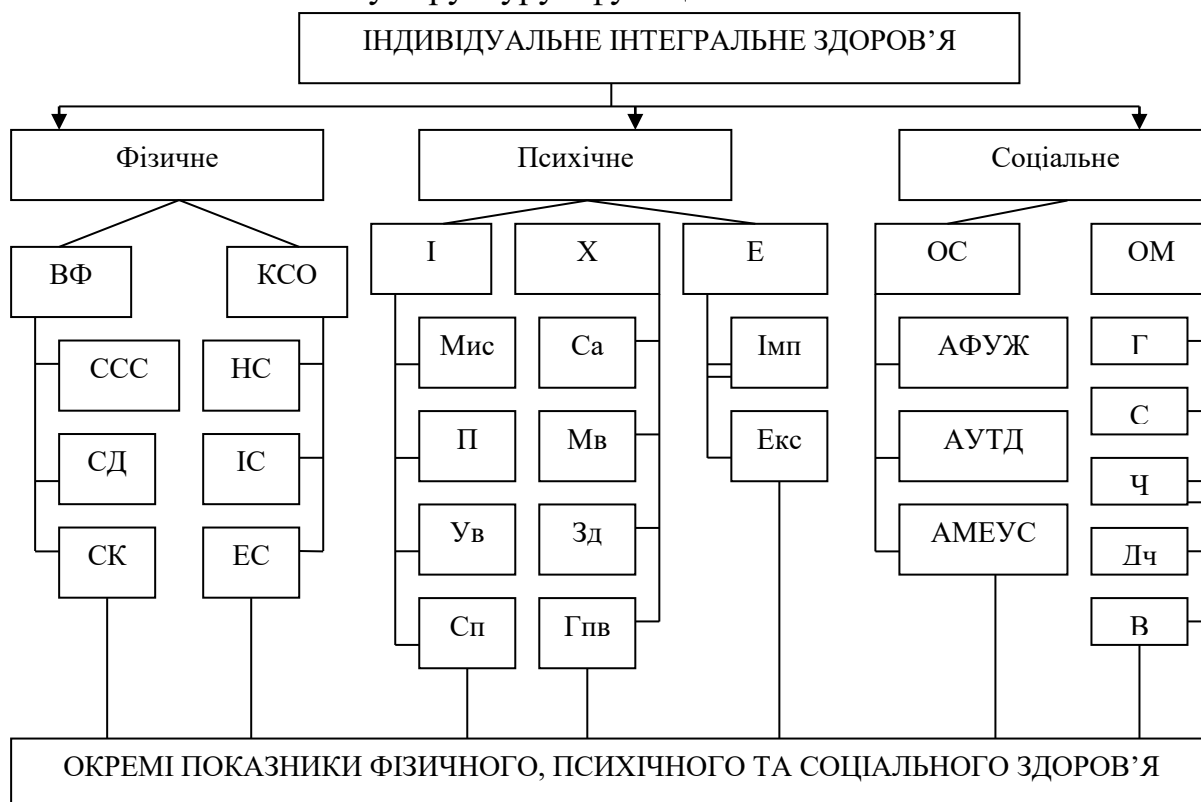 ІНДИВІДУАЛЬНЕ ІНТЕГРАЛЬНЕ ЗДОРОВ’Я
Фізичне
Психічне
Соціальне
ВФ
КСО
І
Х
Е
ОС
ОМ
ССС
НС
Мис
Са
Імп
АФУЖ
Г
СД
ІС
П
Мв
Екс
АУТД
С
СК
ЕС
Ув
Зд
АМЕУС
Ч
Сп
Гпв
Дч
В
ОКРЕМІ ПОКАЗНИКИ ФІЗИЧНОГО, ПСИХІЧНОГО ТА СОЦІАЛЬНОГО ЗДОРОВ’Я